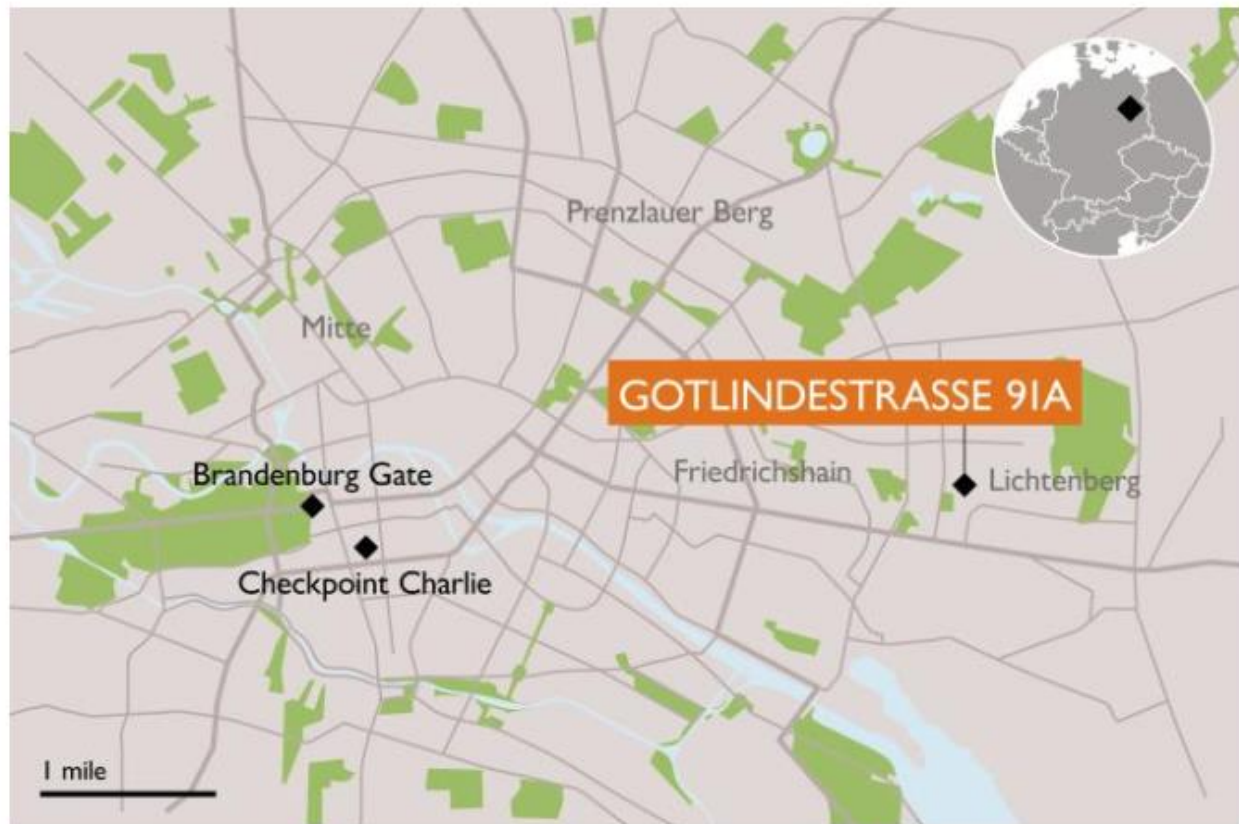 Prenzlauer Berg
Mitte
GOTLINDESTRASSE 91A
Friedrichshain
Lichtenberg
Brandenburg Gate
Checkpoint Charlie
1 mile